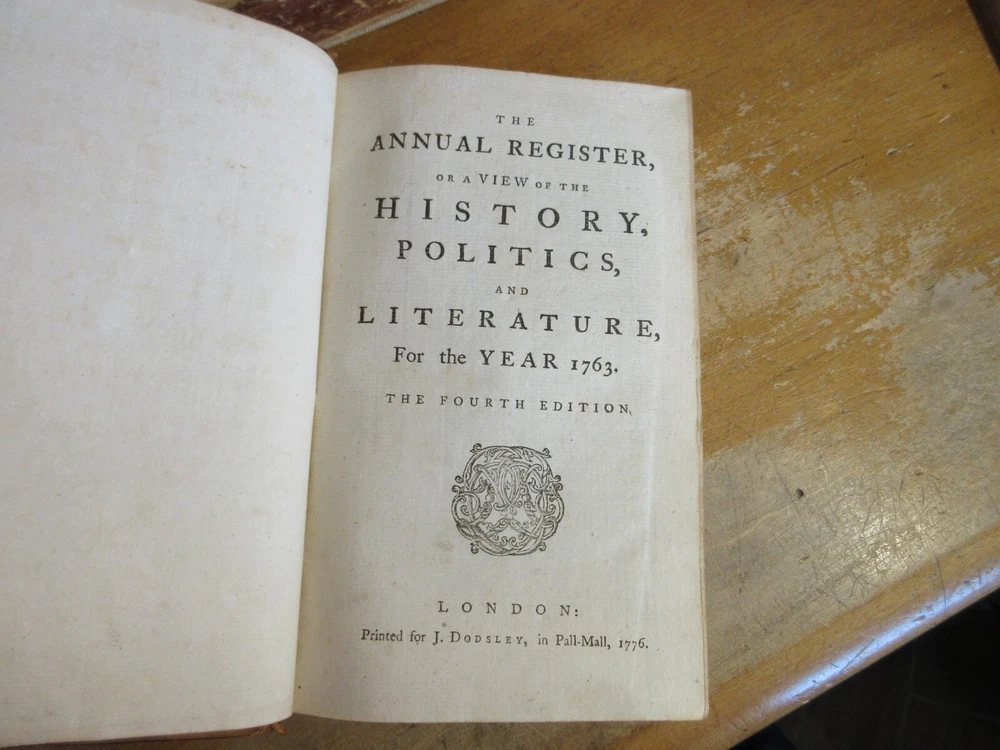 THE
ANNUAL REGISTER,
OR A VIEW OF THE
HISTORY,
POLITICS,
AND
LITERATURE,
For the YEAR 1763.
THE FOURTH EDITION.
LONDON:
Printed for J. DODSLEY, in Pall-Mall, 1776.